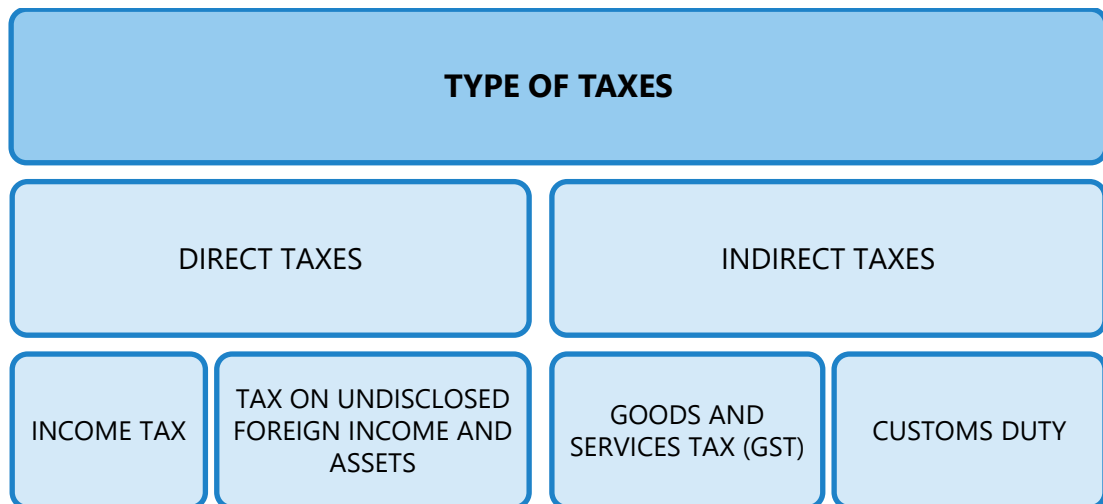 TYPE OF TAXES
DIRECT TAXES
INDIRECT TAXES
INCOME TAX
TAX ON UNDISCLOSED
FOREIGN INCOME AND
ASSETS
GOODS AND
SERVICES TAX (GST)
CUSTOMS DUTY